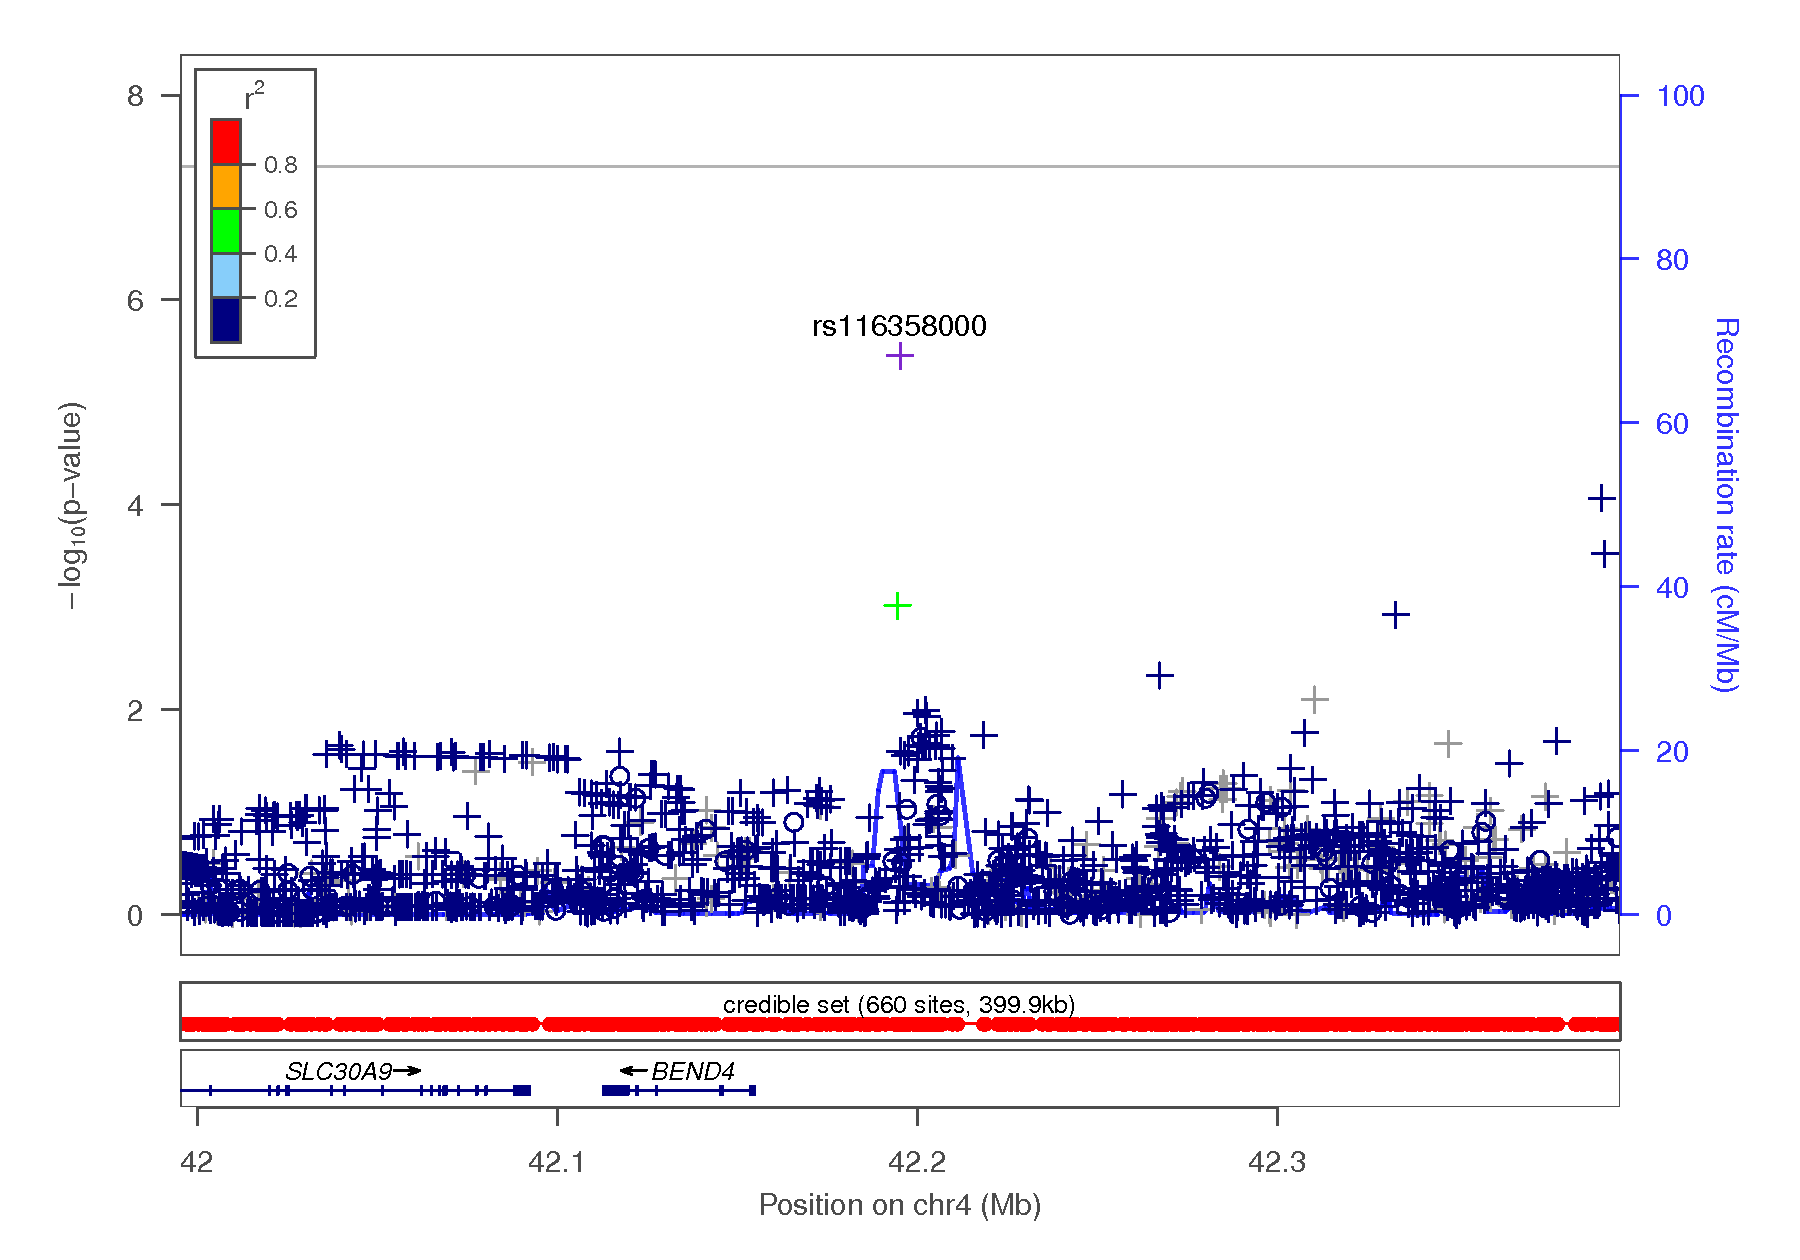 r2
0.8
0.6
0.4
0.2
8
6
4
2
0
−log10(p−value)
100
80
60
40
20
0
Recombination rate (cM/Mb)
rs116358000
credible set (660 sites, 399.9kb)
SLC30A9
BEND4
42
42.1
42.2
42.3
Position on chr4 (Mb)